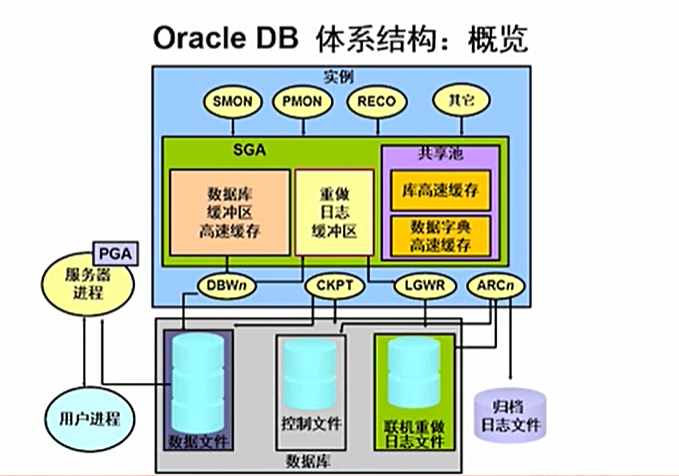 Oracle DB 体系结构：概览
实例
SMON
PMON
RECO
其它
SGA
共享池
数据库
缓冲区
高速缓存
重做
日志
缓冲区
库高速缓存
数据字典
高速缓存
PGA
服务器
进程
DBWn
CKPT
LGWR
ARCn
用户进程
数据文件
控制文件
联机重做
日志文件
归档
日志文件
数据库